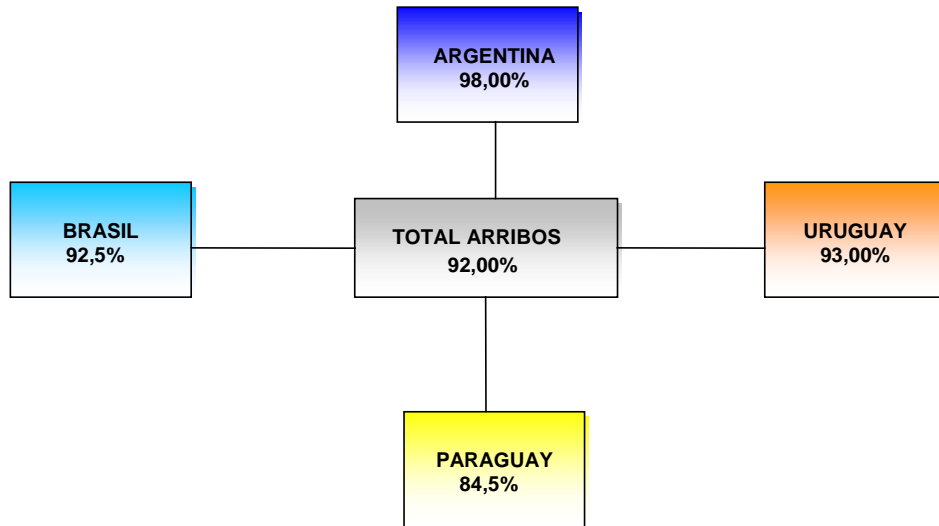 ARGENTINA
98,00%
BRASIL
92,5%
TOTAL ARRIBOS
92,00%
URUGUAY
93,00%
PARAGUAY
84,5%